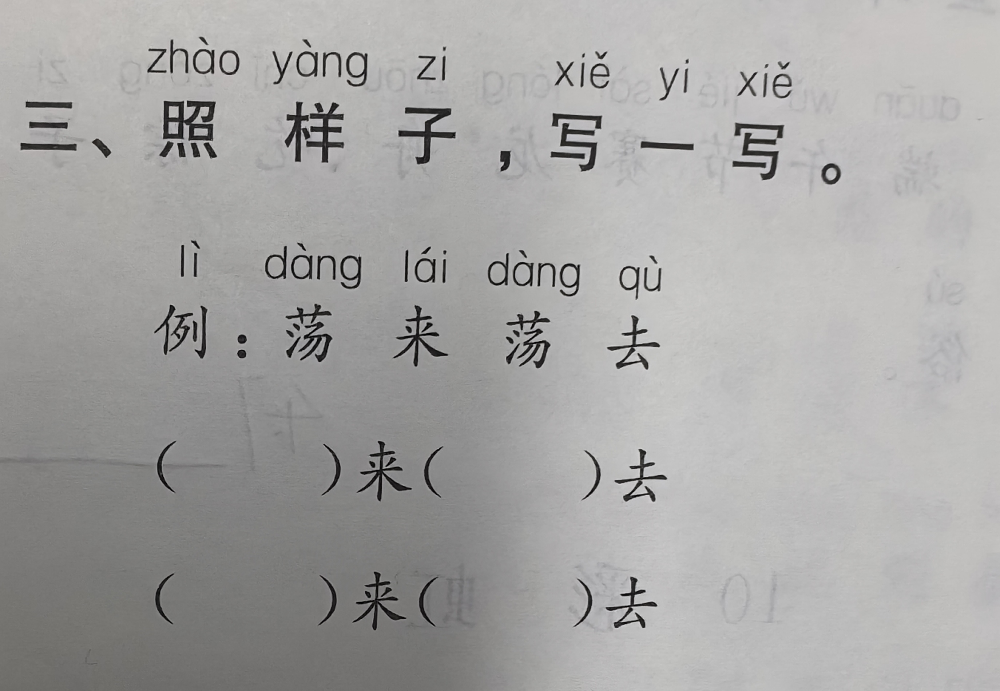 zhào yàng zi xiě yi xiě
三、照样子，写一写。
lì dàng lái dàng qù
例：荡来荡去
（ ）来（ ）去
（ ）来（ ）去